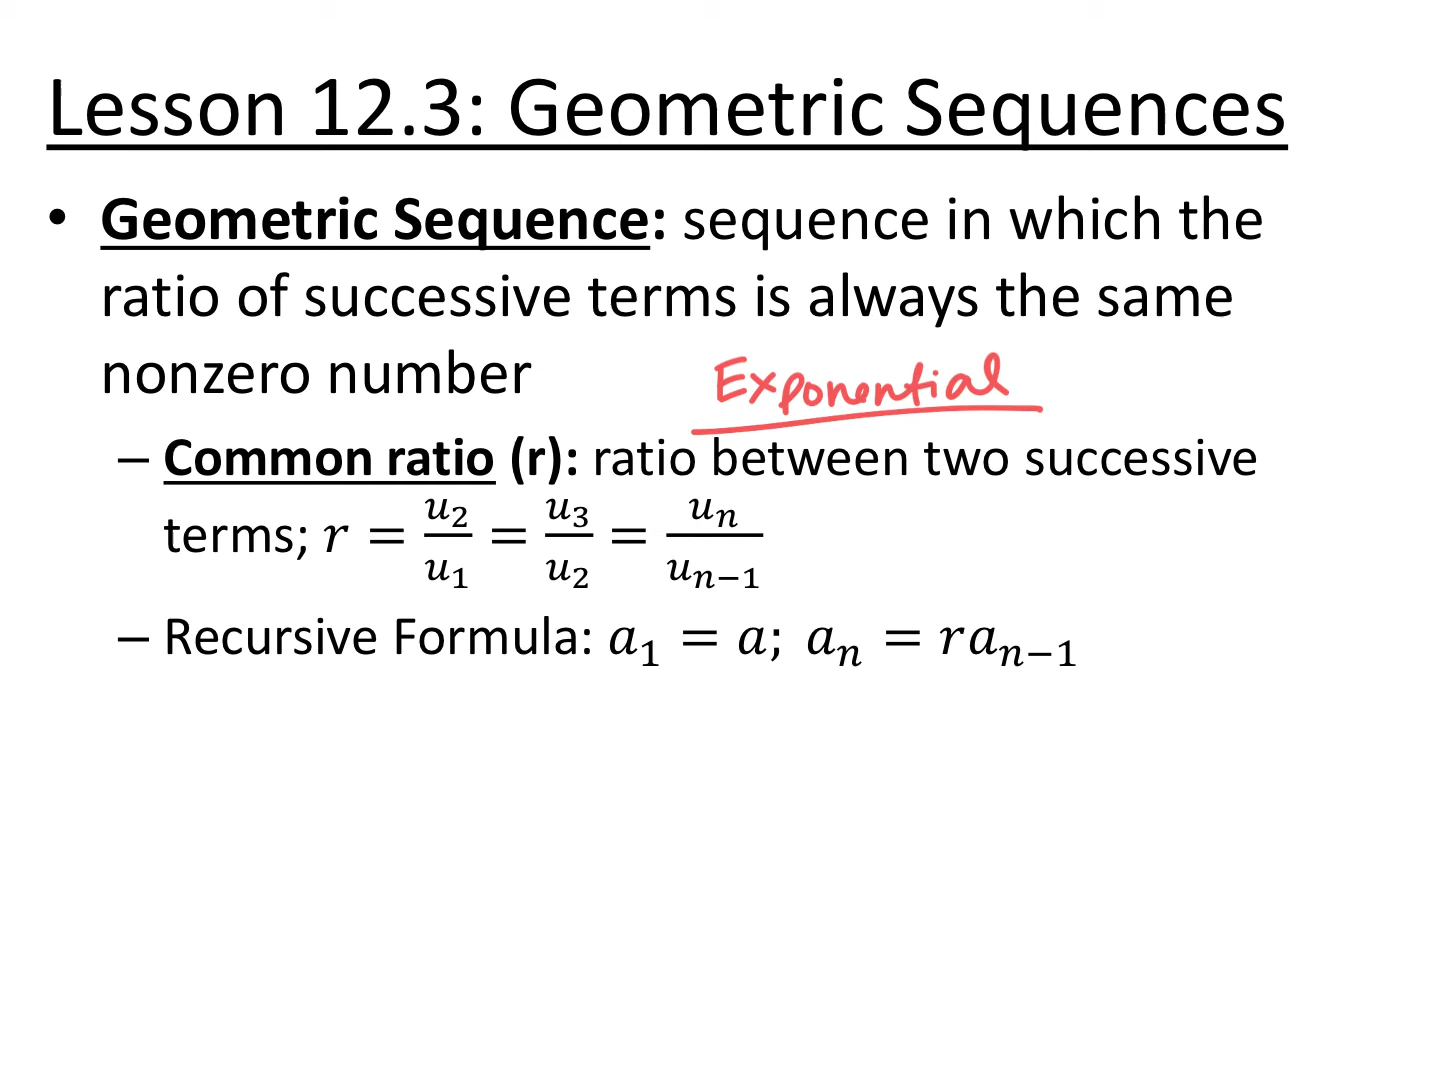 Lesson 12.3: Geometric Sequences
• Geometric Sequence: sequence in which the
ratio of successive terms is always the same
nonzero number
Exponential
– Common ratio (r): ratio between two successive
terms; r = u₂/u₁ = u₃/u₂ = uₙ/uₙ₋₁
– Recursive Formula: a₁ = a; aₙ = raₙ₋₁